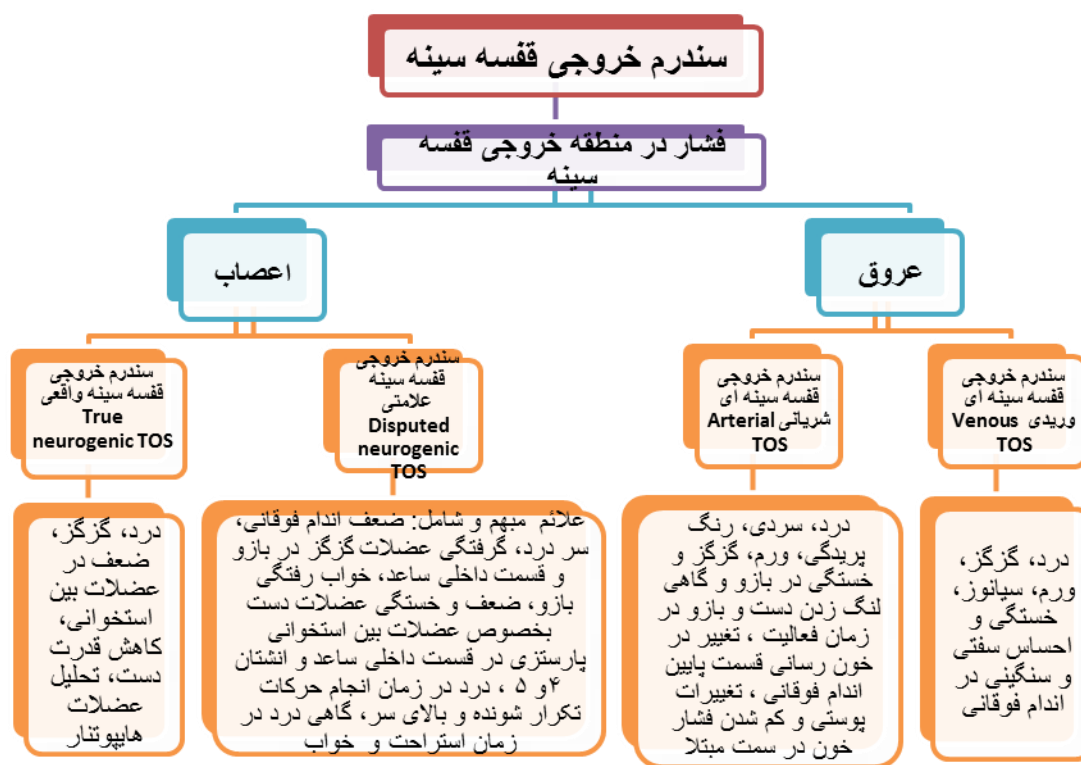 سندرم خروجی قفسه سینه
فشار در منطقه خروجی قفسه
سینه
عروق
اعصاب
سندرم خروجی
قفسه سینه ای
وریدی Venous
TOS
سندرم خروجی
قفسه سینه ای
شریانی Arterial
TOS
سندرم خروجی
قفسه سینه
علامتی
Disputed
neurogenic
TOS
سندرم خروجی
قفسه سینه واقعی
True
neurogenic TOS
درد، گزگز،
ورم، سیانوز،
خستگی و
احساس سفتی
و سنگینی در
اندام فوقانی
درد، سردی، رنگ
پریدگی، ورم، گزگز و
خستگی در بازو و گاهی
لنگ زدن دست و بازو در
زمان فعالیت ، تغییر در
خون رسانی قسمت پایین
اندام فوقانی ، تغییرات
پوستی و کم شدن فشار
خون در سمت مبتلا
علائم مبهم و شامل: ضعف اندام فوقانی،
سر درد، گرفتگی عضلات گزگز در بازو
و قسمت داخلی ساعد، خواب رفتگی
بازو، ضعف و خستگی عضلات دست
بخصوص عضلات بین استخوانی
پارستزی در قسمت داخلی ساعد و انشتان
۴و ۵ ، درد در زمان انجام حرکات
تکرار شونده و بالای سر، گاهی درد در
زمان استراحت و خواب
درد، گزگز،
ضعف در
عضلات بین
استخوانی،
کاهش قدرت
دست، تحلیل
عضلات
هایپوتنار